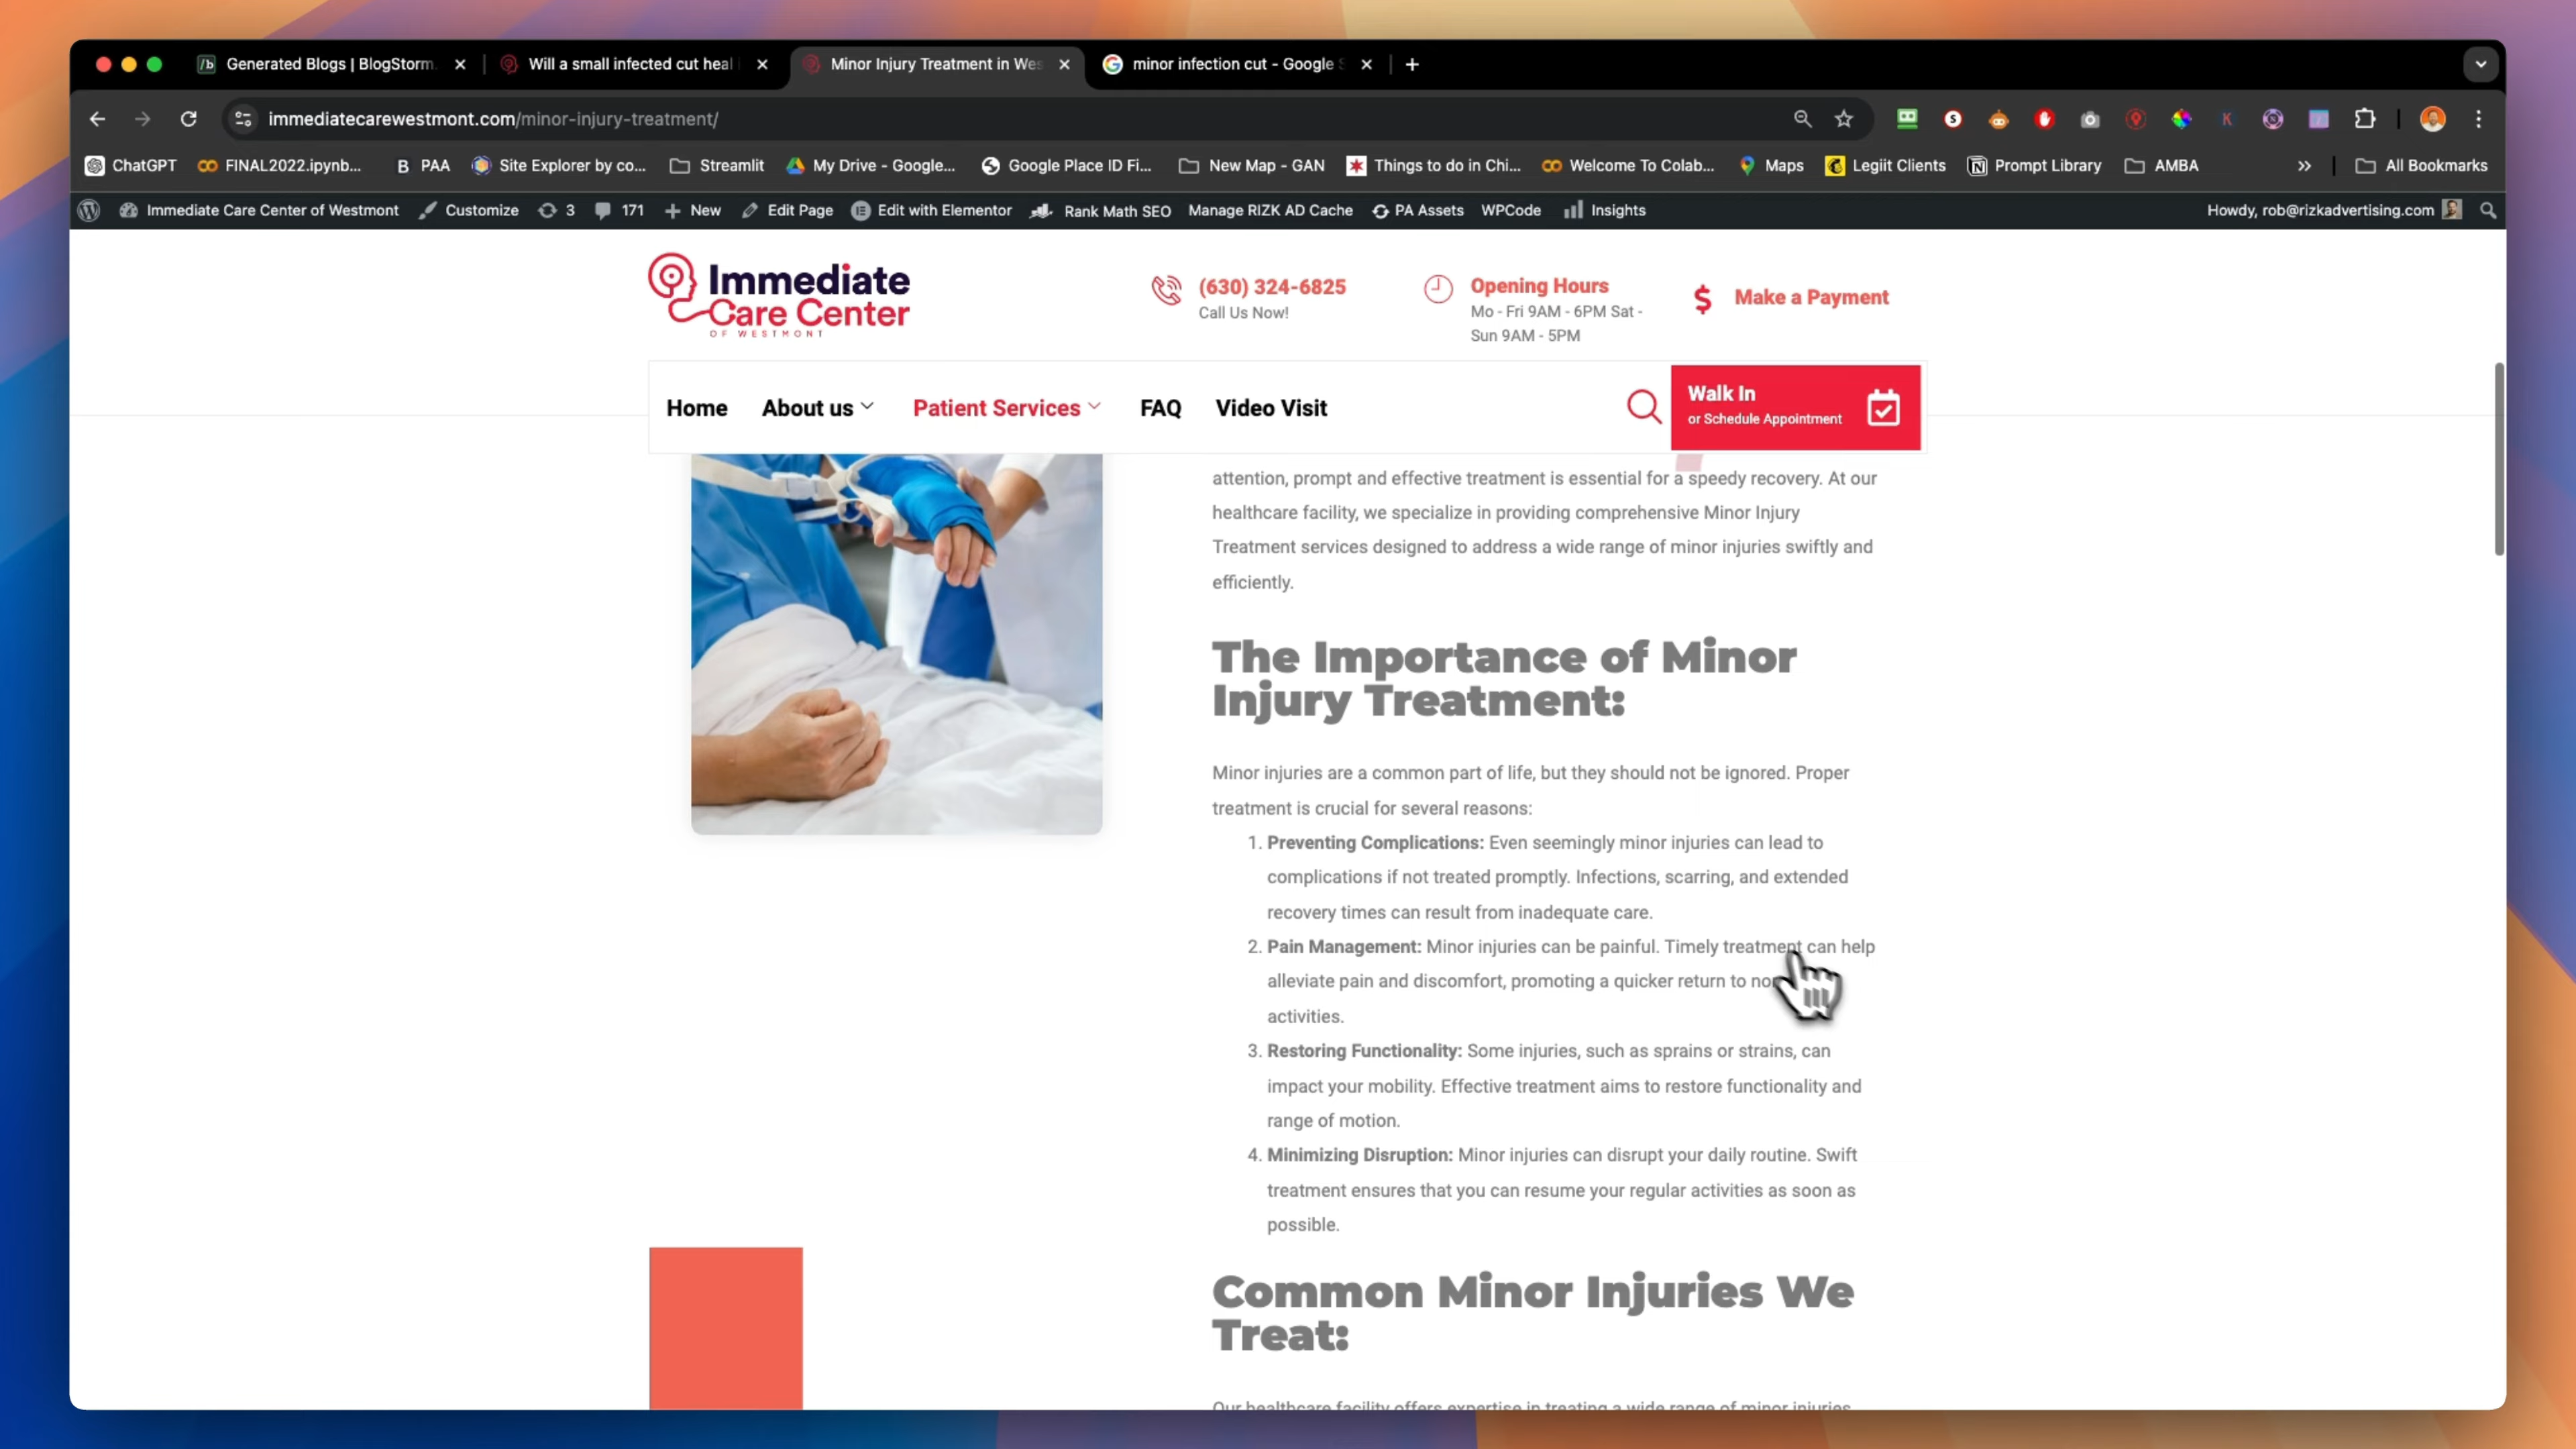 Generated Blogs | BlogStorm.
Will a small infected cut heal
Minor Injury Treatment in Wes
minor infection cut - Google S
immediatecarewestmont.com/minor-injury-treatment/
ChatGPT
FINAL2022.ipynb...
B PAA
Site Explorer by co...
Streamlit
My Drive - Google...
Google Place ID Fi...
New Map - GAN
Things to do in Chi...
Welcome To Colab...
Maps
Legiit Clients
Prompt Library
AMBA
All Bookmarks
Immediate Care Center of Westmont
Customize
3
171
New
Edit Page
Edit with Elementor
Rank Math SEO
Manage RIZK AD Cache
PA Assets
WPCode
Insights
Howdy, rob@rizkadvertising.com
Immediate
Care Center
OF WESTMONT
(630) 324-6825
Call Us Now!
Opening Hours
Mo - Fri 9AM - 6PM Sat -
Sun 9AM - 5PM
$ Make a Payment
Home
About us
Patient Services
FAQ
Video Visit
Walk In
or Schedule Appointment
attention, prompt and effective treatment is essential for a speedy recovery. At our
healthcare facility, we specialize in providing comprehensive Minor Injury
Treatment services designed to address a wide range of minor injuries swiftly and
efficiently.
The Importance of Minor
Injury Treatment:
Minor injuries are a common part of life, but they should not be ignored. Proper
treatment is crucial for several reasons:
1. Preventing Complications: Even seemingly minor injuries can lead to
complications if not treated promptly. Infections, scarring, and extended
recovery times can result from inadequate care.
2. Pain Management: Minor injuries can be painful. Timely treatment can help
alleviate pain and discomfort, promoting a quicker return to no
activities.
3. Restoring Functionality: Some injuries, such as sprains or strains, can
impact your mobility. Effective treatment aims to restore functionality and
range of motion.
4. Minimizing Disruption: Minor injuries can disrupt your daily routine. Swift
treatment ensures that you can resume your regular activities as soon as
possible.
Common Minor Injuries We
Treat:
Our healthcare facility offers expertise in treating a wide range of minor injuries